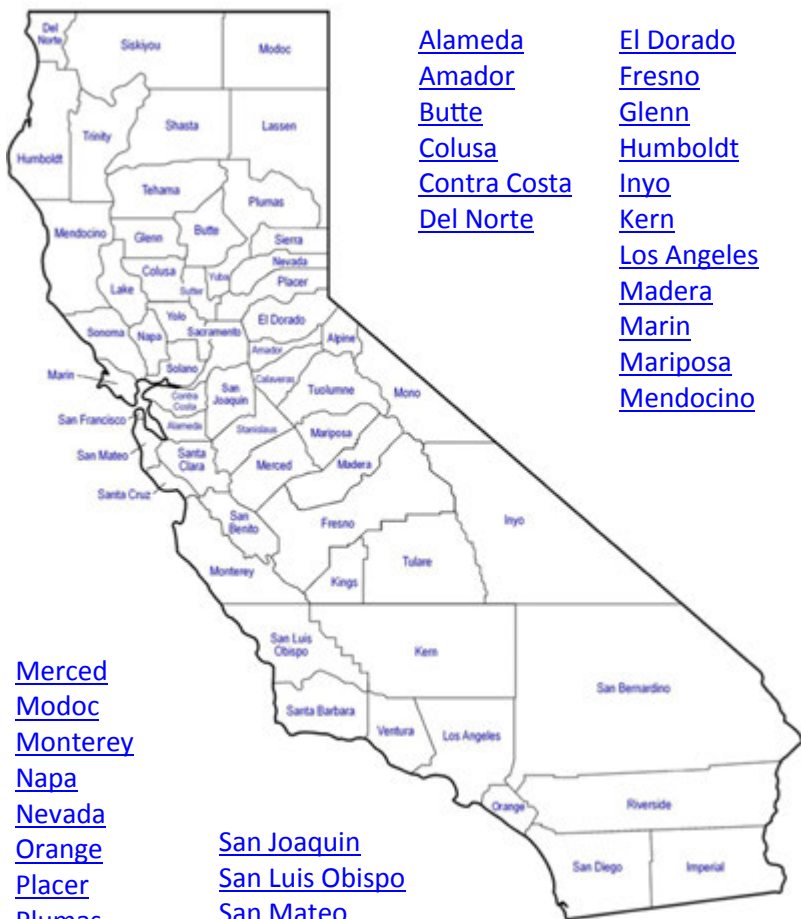 Alameda
Amador
Butte
Colusa
Contra Costa
Del Norte
El Dorado
Fresno
Glenn
Humboldt
Inyo
Kern
Los Angeles
Madera
Marin
Mariposa
Mendocino
Del
Norte
Siskiyou
Modoc
Humboldt
Trinity
Shasta
Lassen
Tehama
Plumas
Mendocino
Glenn
Butte
Sierra
Nevada
Placer
Yuba
Colusa
Sutter
Lake
Yolo
El Dorado
Sonoma
Napa
Sacramento
Alpine
Amador
Solano
Marin
Calaveras
Contra
Costa
San
Joaquin
Tuolumne
Mono
San Francisco
Alameda
Stanislaus
Mariposa
San Mateo
Santa
Clara
Merced
Madera
Santa Cruz
San
Benito
Fresno
Inyo
Monterey
Kings
Tulare
San Luis
Obispo
Kern
San Bernardino
Santa Barbara
Ventura
Los Angeles
Orange
Riverside
San Diego
Imperial
Merced
Modoc
Monterey
Napa
Nevada
Orange
Placer
Plumas
San Joaquin
San Luis Obispo
San Mateo